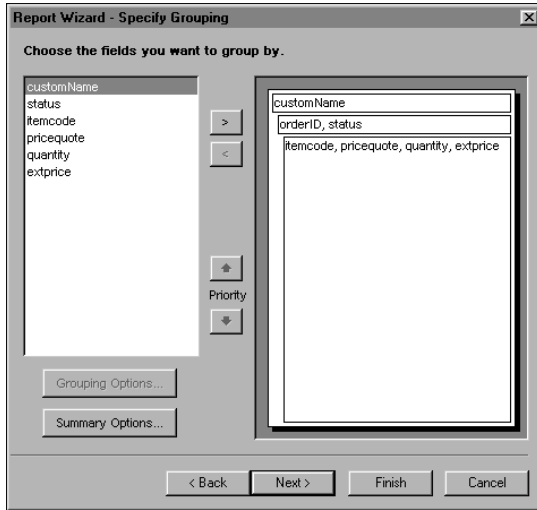 Report Wizard - Specify Grouping
Choose the fields you want to group by.
customName
status
itemcode
pricequote
quantity
extprice
>
<
Priority
Grouping Options...
Summary Options...
customName
orderID, status
itemcode, pricequote, quantity, extprice
< Back
Next >
Finish
Cancel